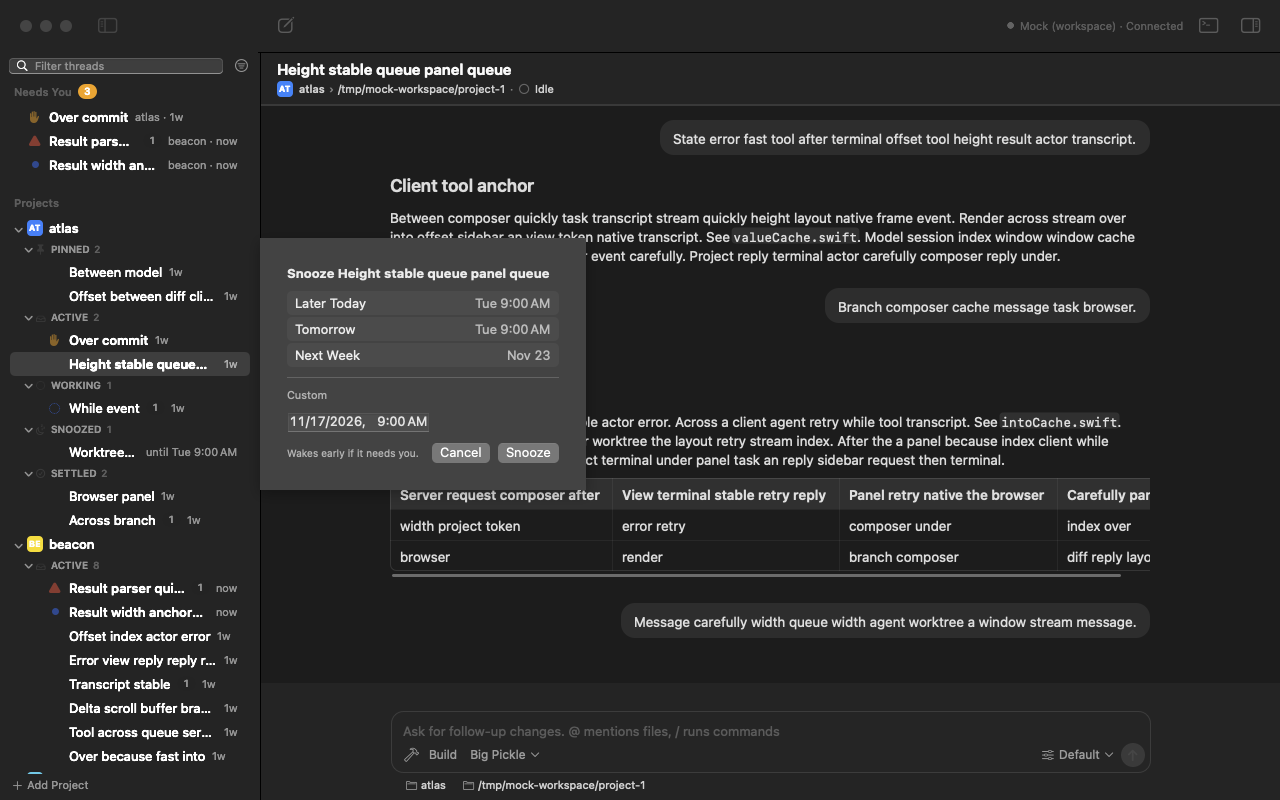 Mock (workspace) · Connected
Filter threads
Needs You 3
Over commit atlas · 1w
Result pars... 1 beacon · now
Result width an... beacon · now
Projects
AT atlas
PINNED 2
Between model 1w
Offset between diff cli... 1w
ACTIVE 2
Over commit 1w
Height stable queue... 1w
WORKING 1
While event 1 1w
SNOOZED 1
Worktree... until Tue 9:00 AM
SETTLED 2
Browser panel 1w
Across branch 1 1w
BE beacon
ACTIVE 8
Result parser qui... 1 now
Result width anchor... now
Offset index actor error 1w
Error view reply reply r... 1w
Transcript stable 1 1w
Delta scroll buffer bra... 1w
Tool across queue ser... 1w
Over because fast into 1w
Add Project
Height stable queue panel queue
AT atlas › /tmp/mock-workspace/project-1 · Idle
State error fast tool after terminal offset tool height result actor transcript.
Client tool anchor
Between composer quickly task transcript stream quickly height layout native frame event. Render across stream over
into offset sidebar an view token native transcript. See valueCache.swift. Model session index window window cache
event carefully. Project reply terminal actor carefully composer reply under.
Branch composer cache message task browser.
Snooze Height stable queue panel queue
Later Today Tue 9:00 AM
Tomorrow Tue 9:00 AM
Next Week Nov 23
Custom
11/17/2026, 9:00 AM
Wakes early if it needs you. Cancel Snooze
actor error. Across a client agent retry while tool transcript. See intoCache.swift.
worktree the layout retry stream index. After the a panel because index client while
terminal under panel task an reply sidebar request then terminal.
Server request composer after View terminal stable retry reply Panel retry native the browser Carefully par
width project token error retry composer under index over
browser render branch composer diff reply layo
Message carefully width queue width agent worktree a window stream message.
Ask for follow-up changes. @ mentions files, / runs commands
Build Big Pickle Default
atlas /tmp/mock-workspace/project-1